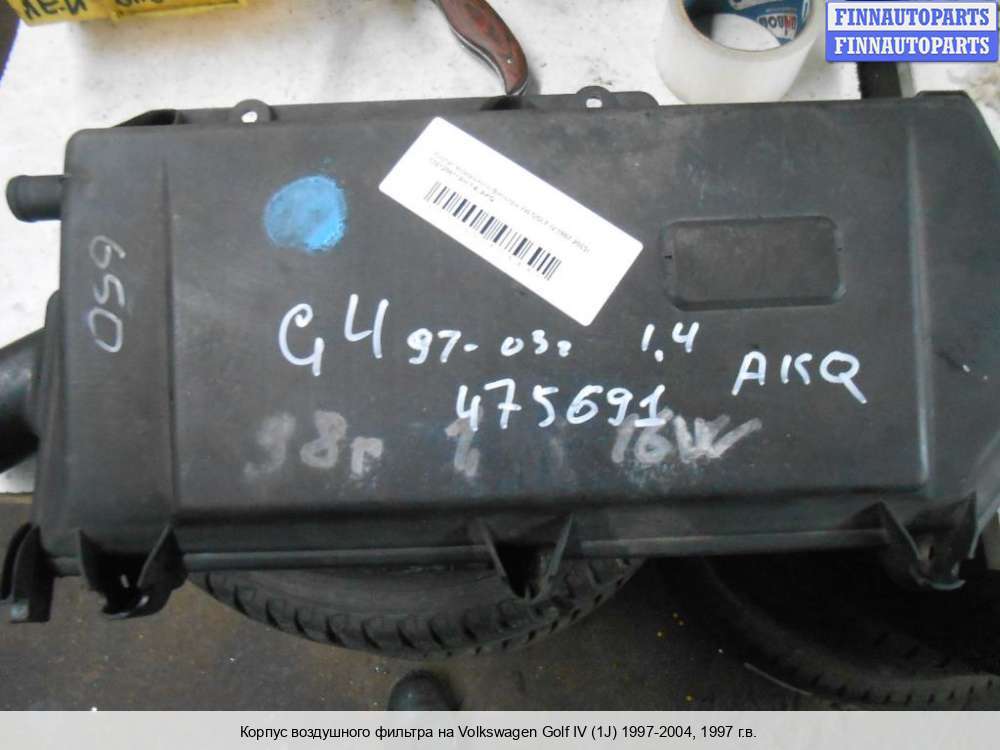 FINNAUTOPARTS
FINNAUTOPARTS
650
G4 97-03г 1.4 AKQ
475691
98г 1 16W
Корпус воздушного фильтра на Volkswagen Golf IV (1J) 1997-2004, 1997 г.в.